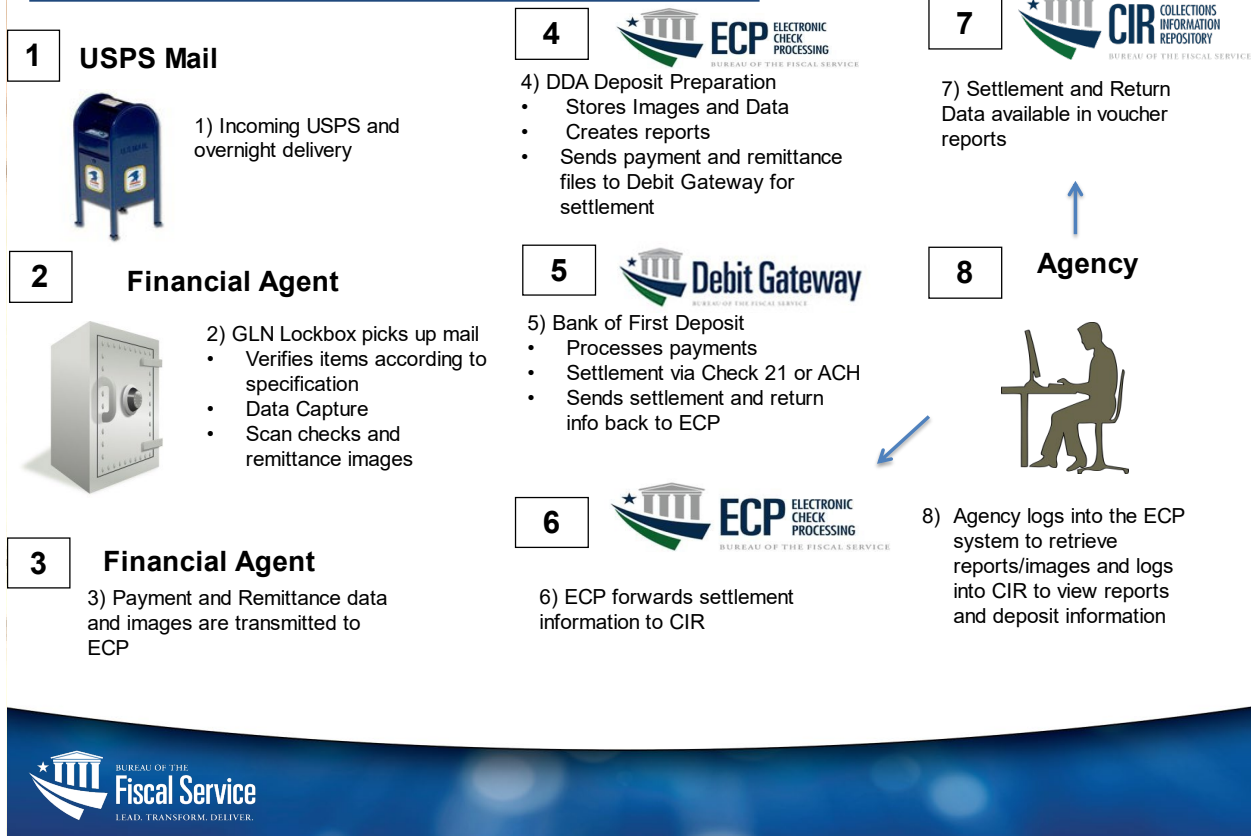 1
USPS Mail
1) Incoming USPS and
overnight delivery
2
Financial Agent
2) GLN Lockbox picks up mail
• Verifies items according to
specification
• Data Capture
• Scan checks and
remittance images
3
Financial Agent
3) Payment and Remittance data
and images are transmitted to
ECP
4
ECP ELECTRONIC
CHECK
PROCESSING
BUREAU OF THE FISCAL SERVICE
4) DDA Deposit Preparation
• Stores Images and Data
• Creates reports
• Sends payment and remittance
files to Debit Gateway for
settlement
5
Debit Gateway
BUREAU OF THE FISCAL SERVICE
5) Bank of First Deposit
• Processes payments
• Settlement via Check 21 or ACH
• Sends settlement and return
info back to ECP
6
ECP ELECTRONIC
CHECK
PROCESSING
BUREAU OF THE FISCAL SERVICE
6) ECP forwards settlement
information to CIR
7
CIR COLLECTIONS
INFORMATION
REPOSITORY
BUREAU OF THE FISCAL SERVICE
7) Settlement and Return
Data available in voucher
reports
8
Agency
8) Agency logs into the ECP
system to retrieve
reports/images and logs
into CIR to view reports
and deposit information
BUREAU OF THE
Fiscal Service
LEAD. TRANSFORM. DELIVER.